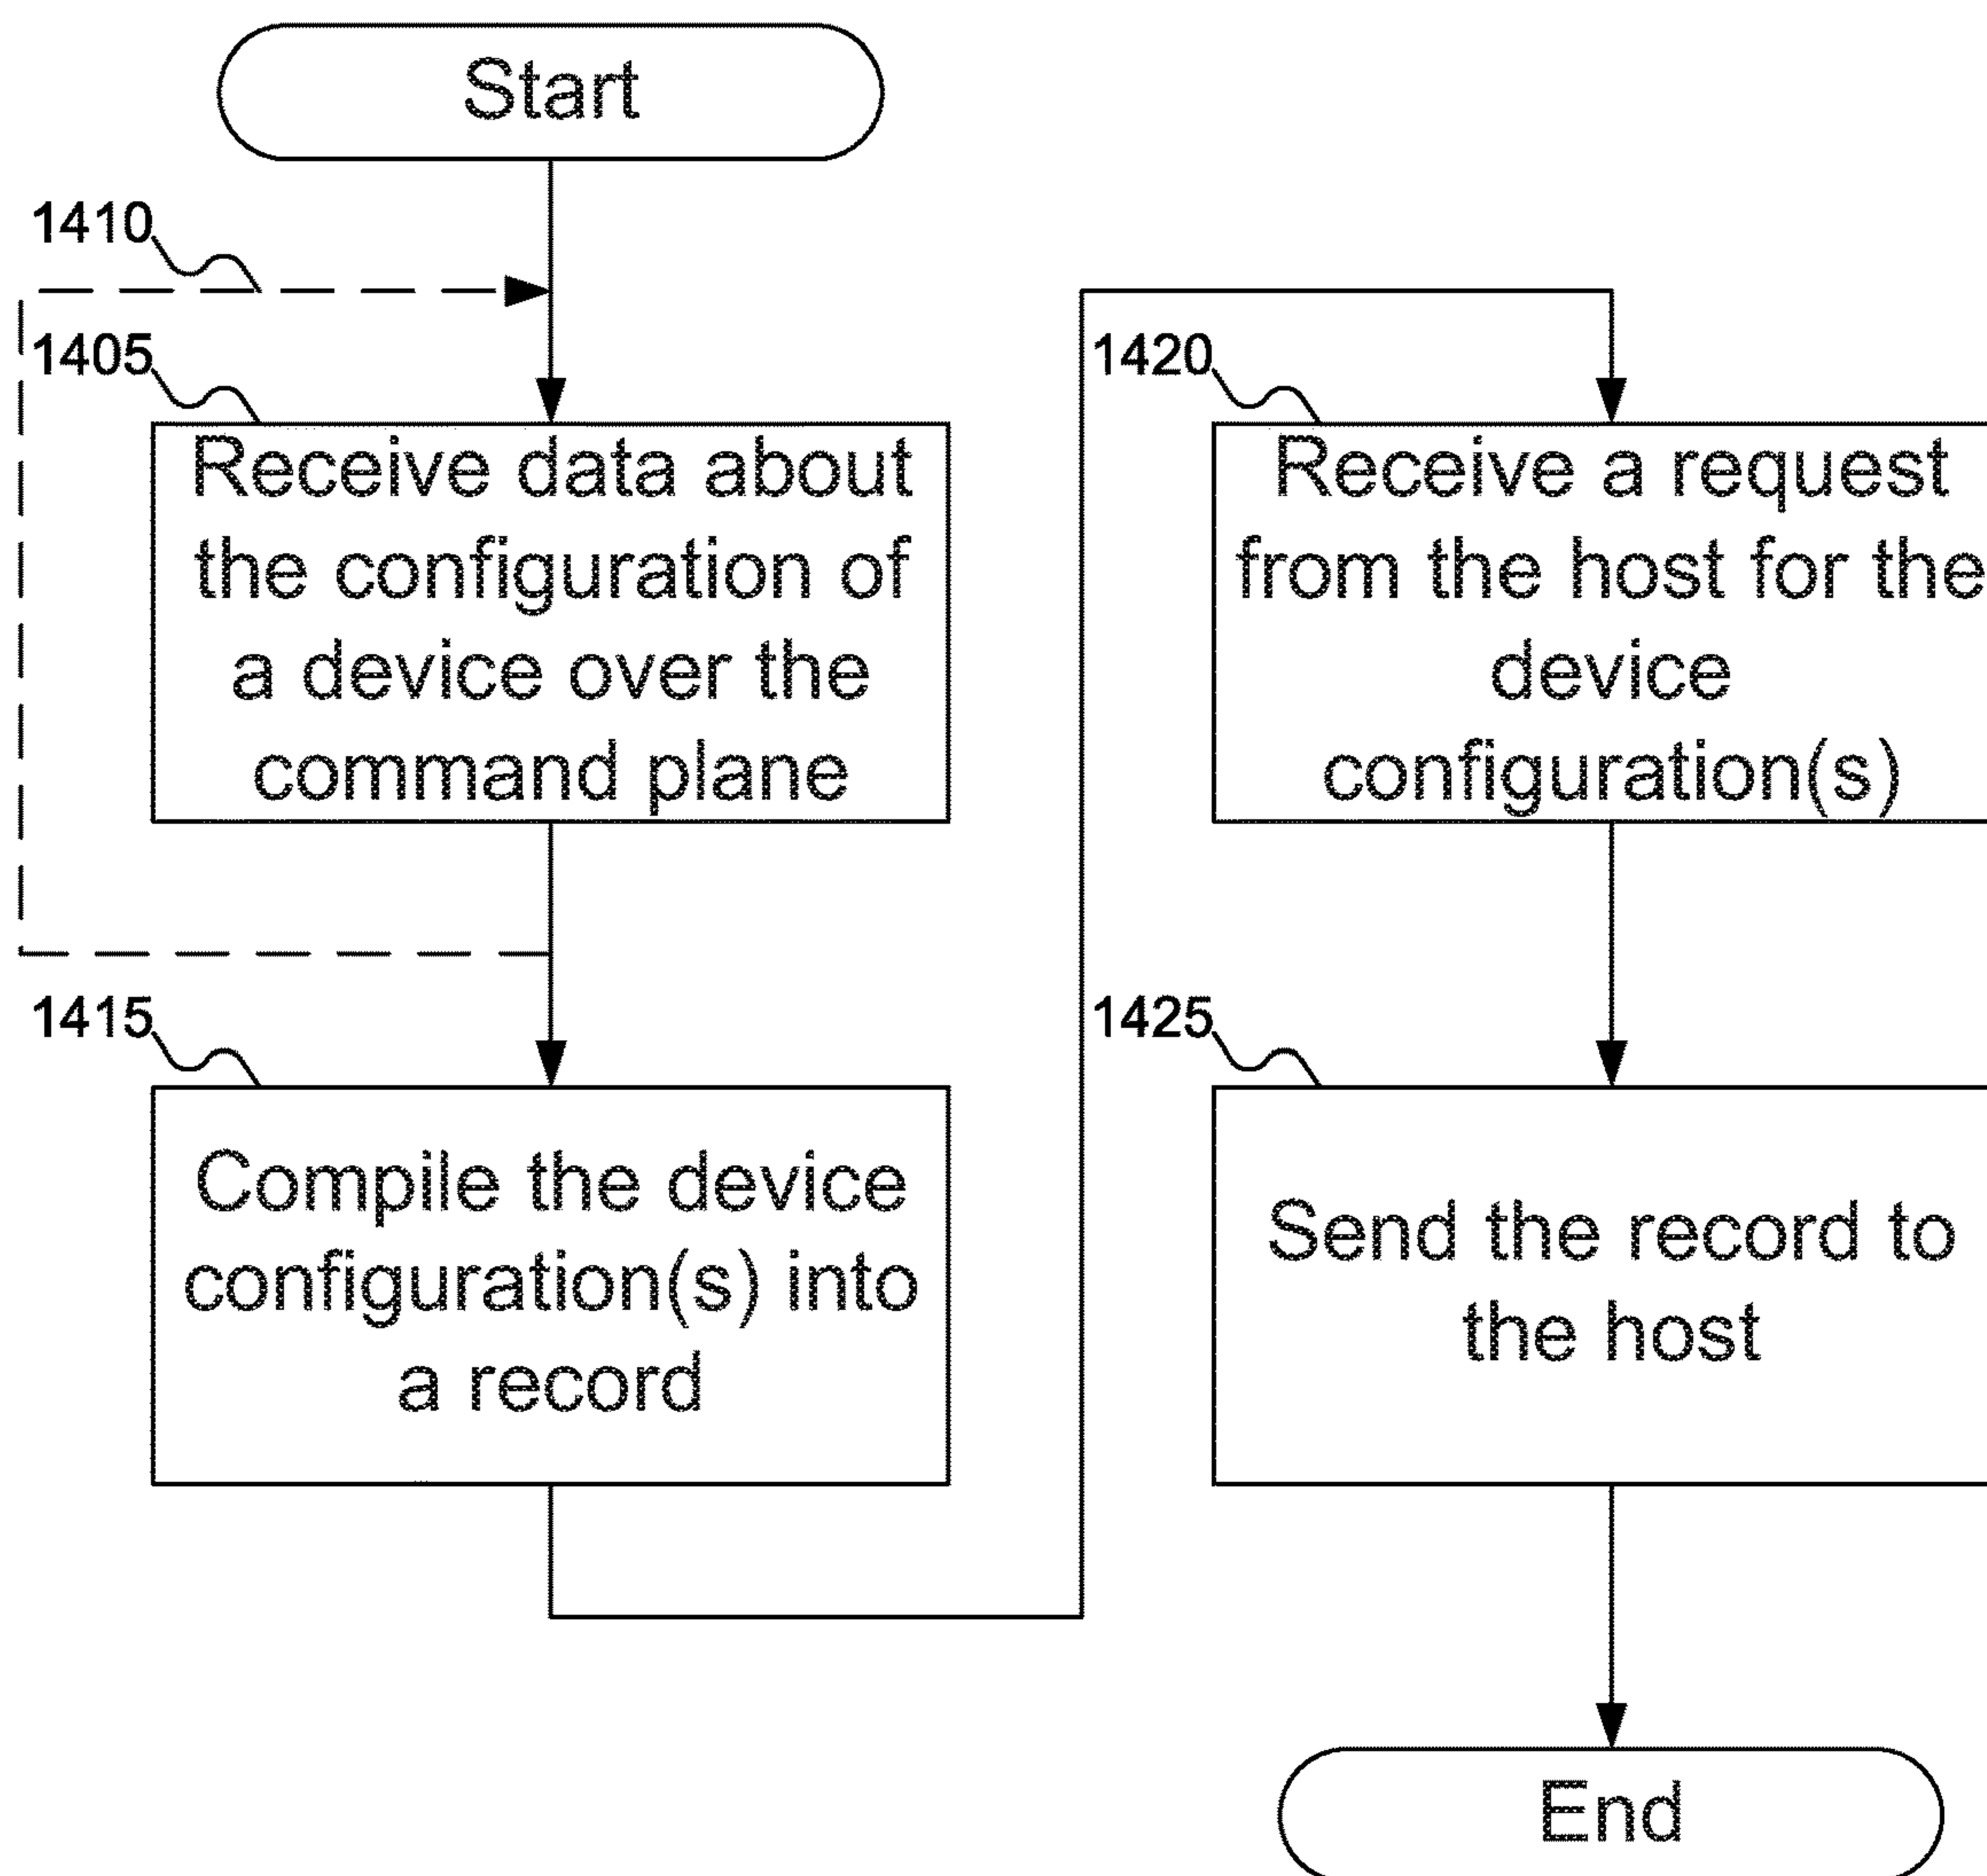 Start
1410
1405
Receive data about
the configuration of
a device over the
command plane
1415
Compile the device
configuration(s) into
a record
1420
Receive a request
from the host for the
device
configuration(s)
1425
Send the record to
the host
End